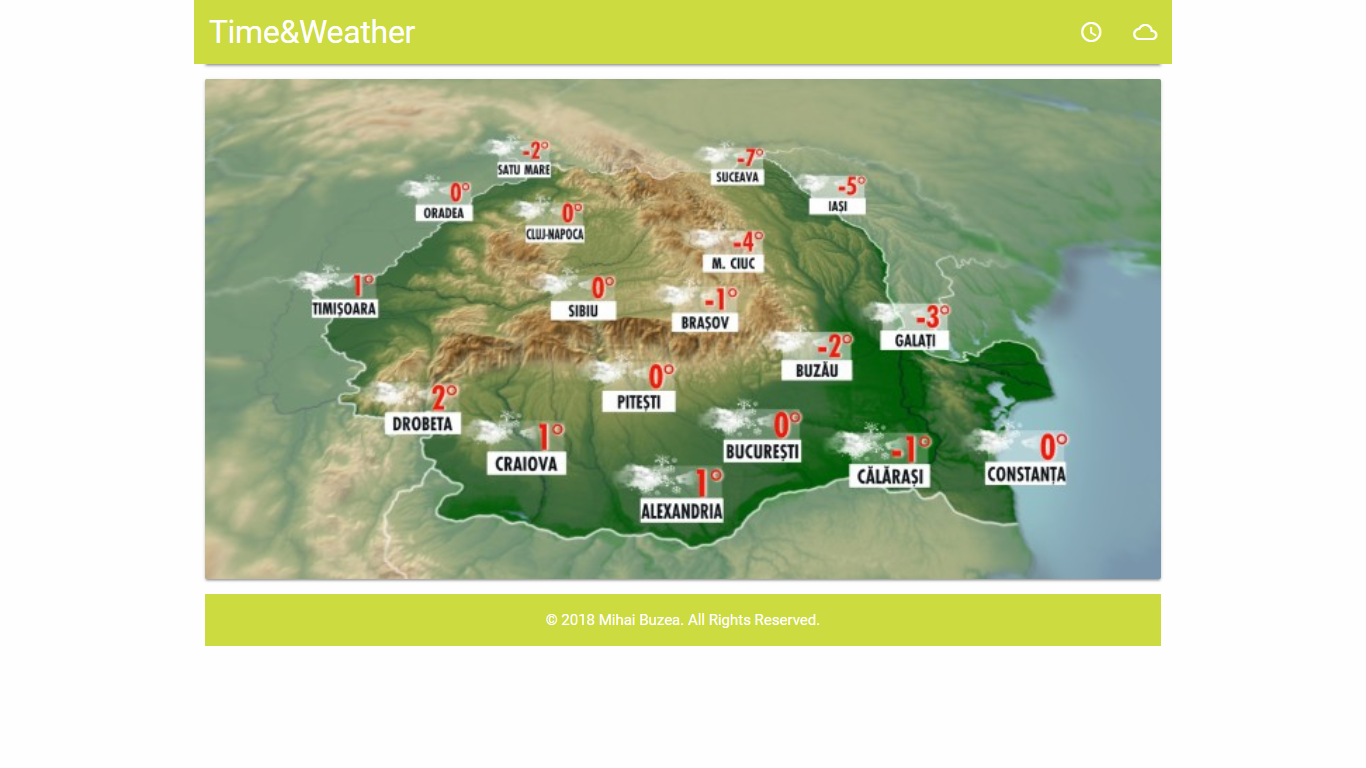 Time&Weather
-2°
SATU MARE
-7°
SUCEAVA
-5°
IAȘI
0°
ORADEA
0°
CLUJ-NAPOCA
-4°
M. CIUC
1°
TIMIȘOARA
0°
SIBIU
-1°
BRAȘOV
-3°
GALAȚI
-2°
BUZĂU
0°
PITEȘTI
2°
DROBETA
0°
BUCUREȘTI
1°
CRAIOVA
-1°
CĂLĂRAȘI
0°
CONSTANȚA
1°
ALEXANDRIA
© 2018 Mihai Buzea. All Rights Reserved.